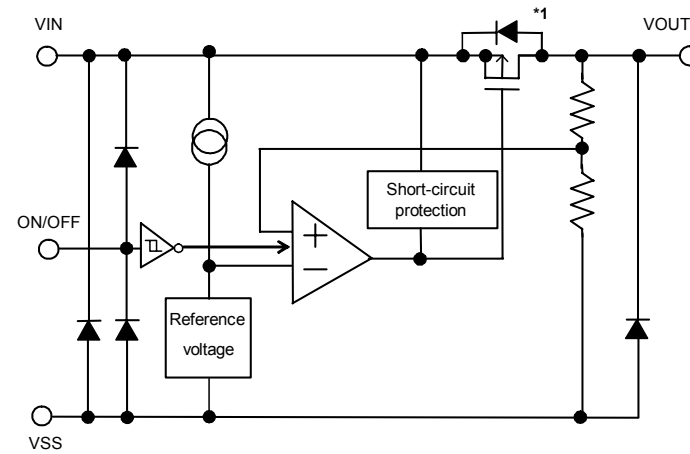 *1
VIN
VOUT
Short-circuit
protection
ON/OFF
+
−
Reference
voltage
VSS